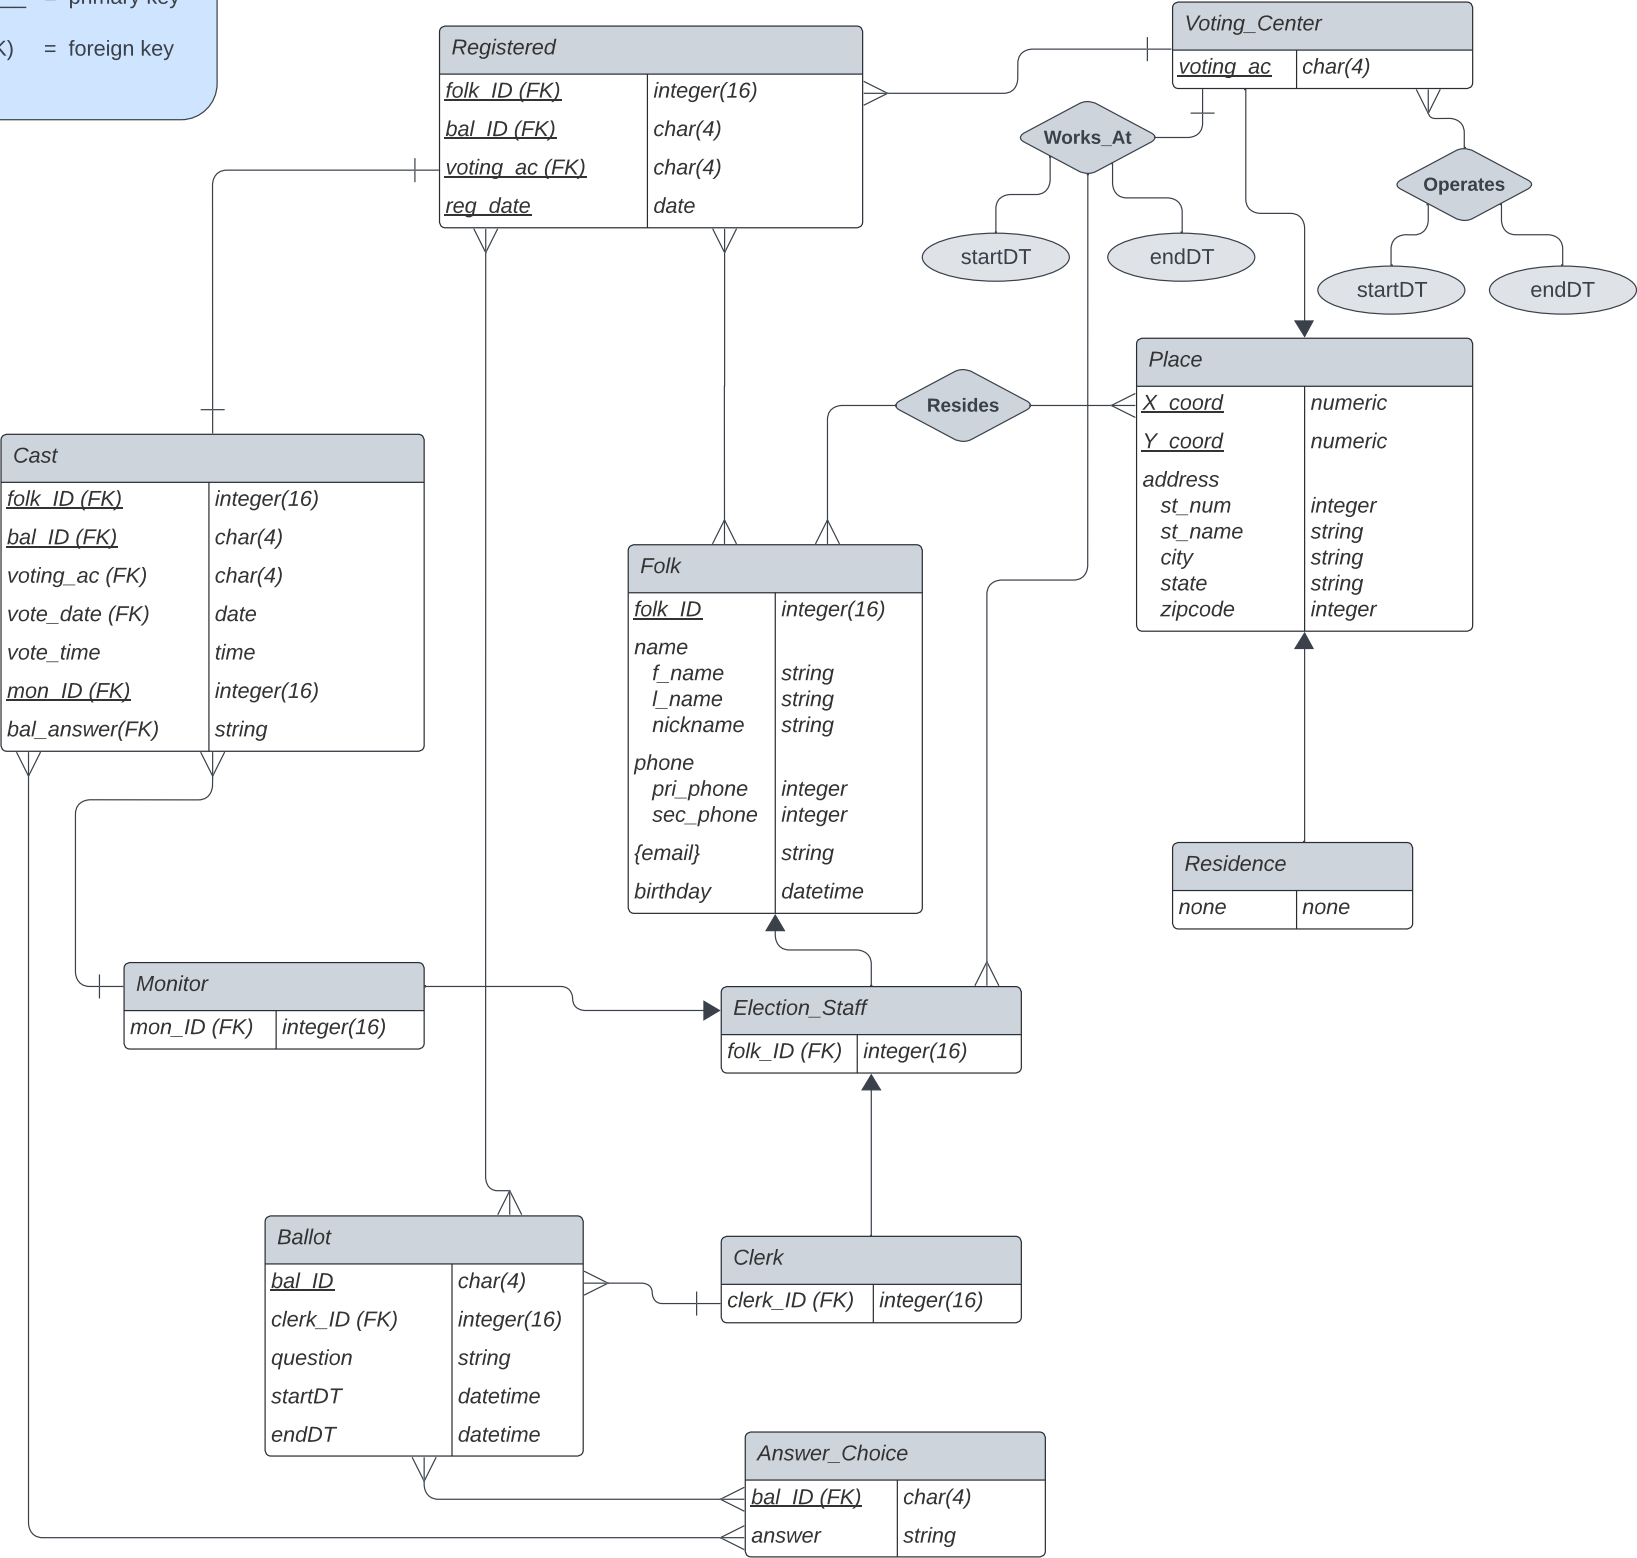 = primary key
K) = foreign key
Registered
folk_ID (FK) integer(16)
bal_ID (FK) char(4)
voting_ac (FK) char(4)
reg_date date
Voting_Center
voting_ac char(4)
Works_At
startDT
endDT
Operates
startDT
endDT
Resides
Place
X_coord numeric
Y_coord numeric
address
st_num integer
st_name string
city string
state string
zipcode integer
Cast
folk_ID (FK) integer(16)
bal_ID (FK) char(4)
voting_ac (FK) char(4)
vote_date (FK) date
vote_time time
mon_ID (FK) integer(16)
bal_answer(FK) string
Folk
folk_ID integer(16)
name
f_name string
l_name string
nickname string
phone
pri_phone integer
sec_phone integer
{email} string
birthday datetime
Residence
none none
Monitor
mon_ID (FK) integer(16)
Election_Staff
folk_ID (FK) integer(16)
Ballot
bal_ID char(4)
clerk_ID (FK) integer(16)
question string
startDT datetime
endDT datetime
Clerk
clerk_ID (FK) integer(16)
Answer_Choice
bal_ID (FK) char(4)
answer string